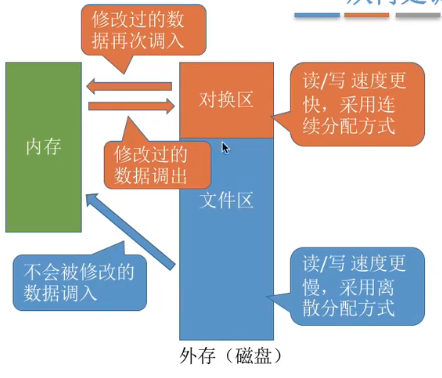 修改过的数
据再次调入
内存
对换区
读/写 速度更
快，采用连
续分配方式
修改过的
数据调出
文件区
不会被修改的
数据调入
读/写 速度更
慢，采用离
散分配方式
外存（磁盘）